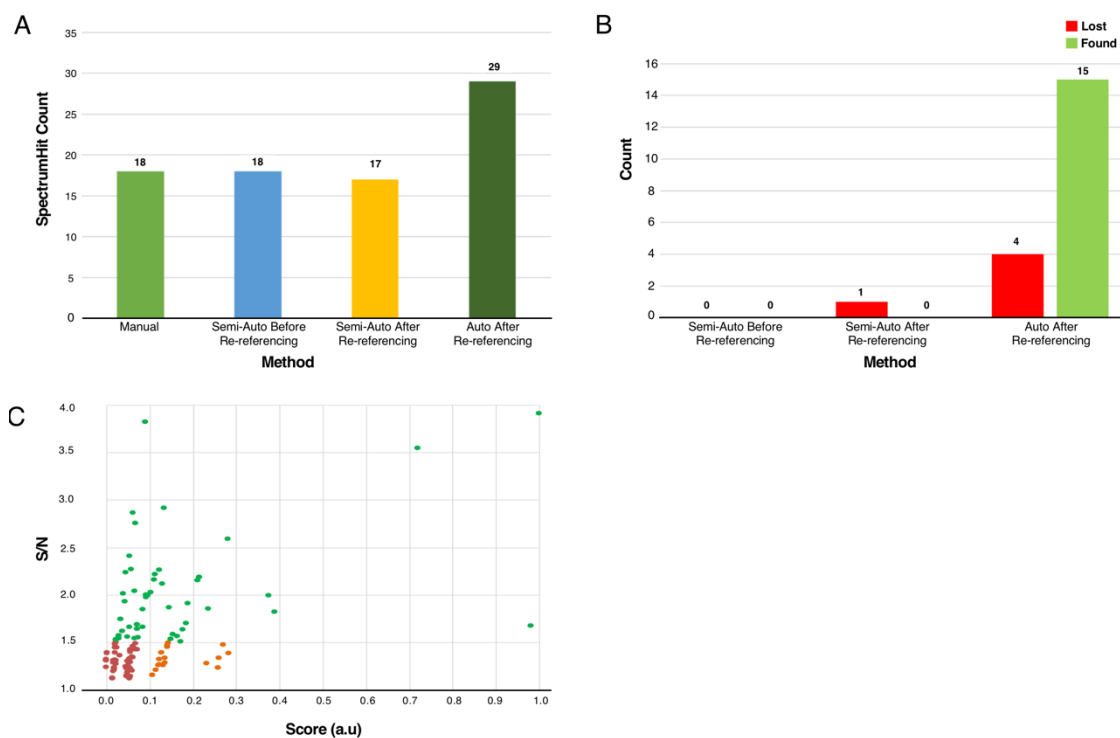 A
SpectrumHit Count
35
30
25
20
15
10
5
0
18
18
17
29
Manual
Semi-Auto Before
Re-referencing
Semi-Auto After
Re-referencing
Auto After
Re-referencing
Method
B
Lost
Found
Count
16
14
12
10
8
6
4
2
0
0
0
1
0
4
15
Semi-Auto Before
Re-referencing
Semi-Auto After
Re-referencing
Auto After
Re-referencing
Method
C
S/N
4.0
3.5
3.0
2.5
2.0
1.5
1.0
0.0 0.1 0.2 0.3 0.4 0.5 0.6 0.7 0.8 0.9 1.0
Score (a.u)